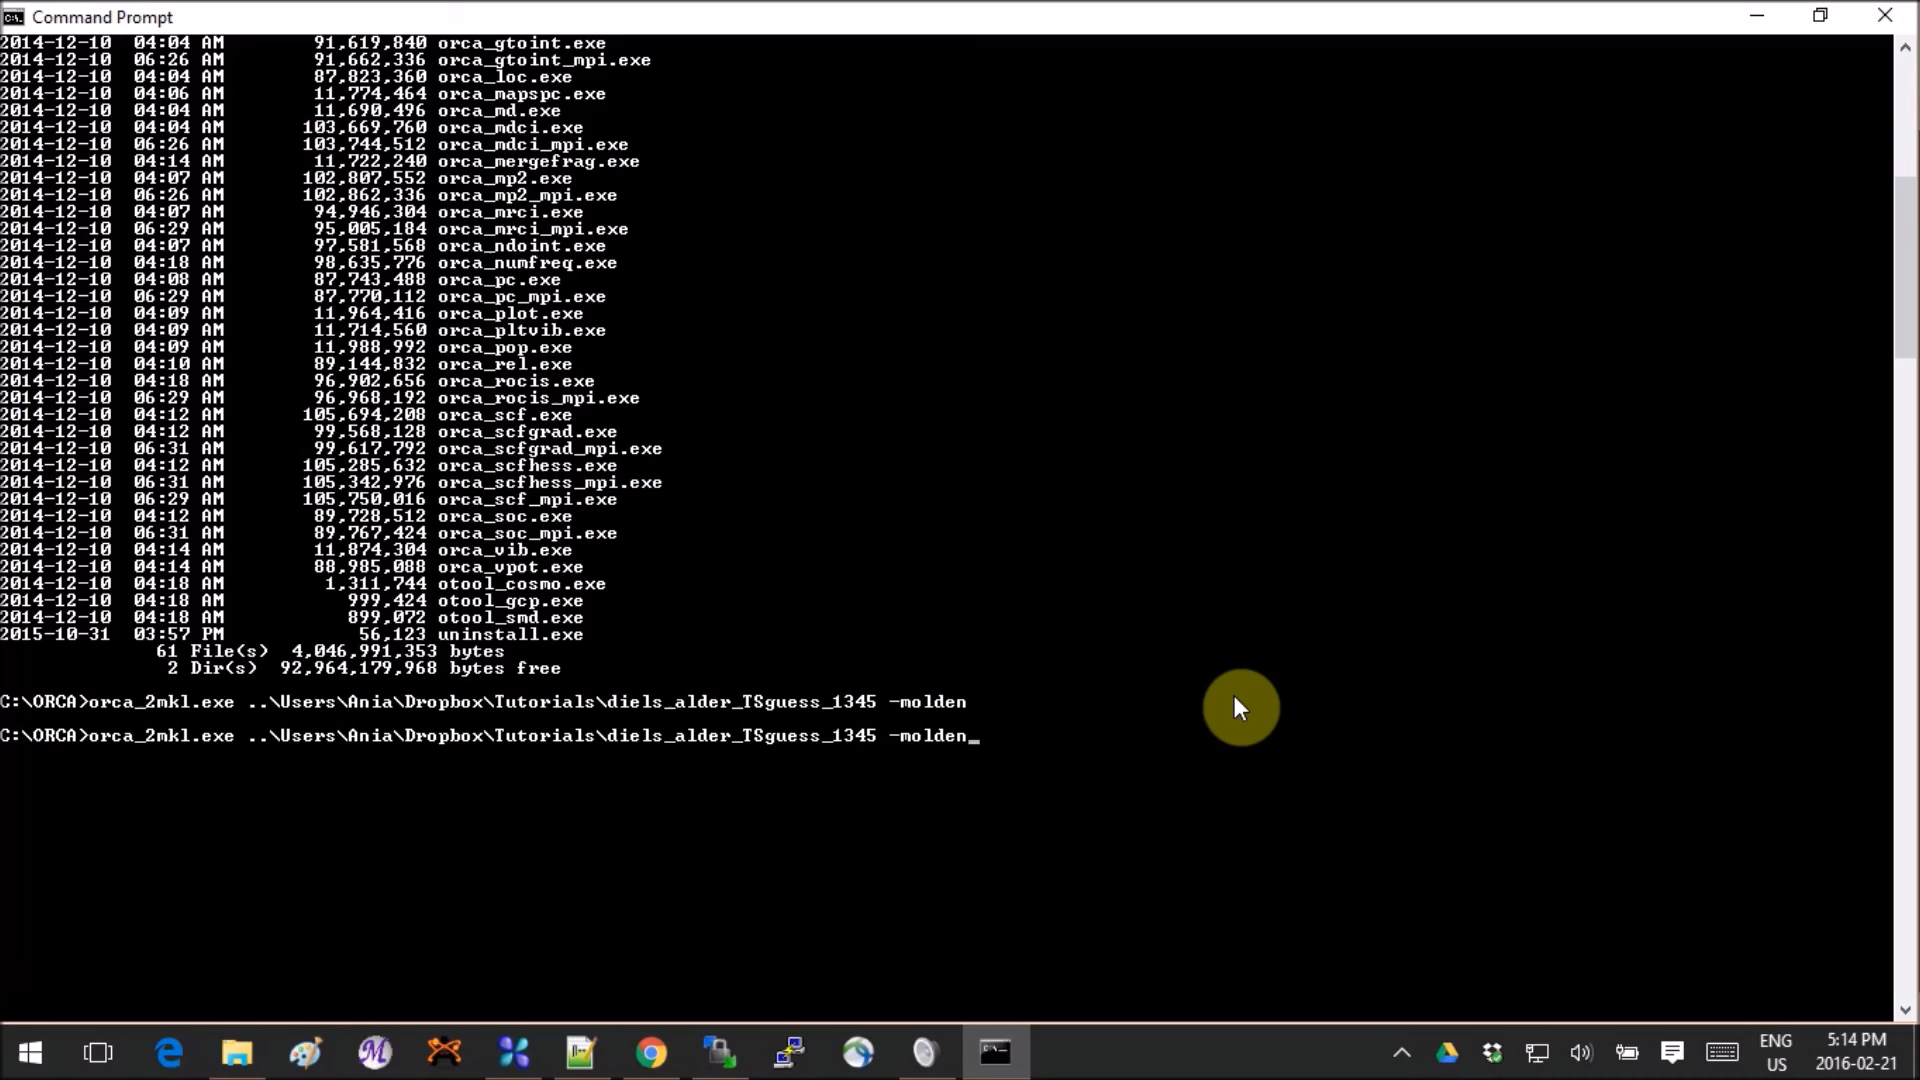 Command Prompt
2014-12-10  04:04 AM        91,619,840 orca_gtoint.exe
2014-12-10  06:26 AM        91,662,336 orca_gtoint_mpi.exe
2014-12-10  04:04 AM        87,823,360 orca_loc.exe
2014-12-10  04:06 AM        11,774,464 orca_mapspc.exe
2014-12-10  04:04 AM        11,690,496 orca_md.exe
2014-12-10  04:04 AM       103,669,760 orca_mdci.exe
2014-12-10  06:26 AM       103,744,512 orca_mdci_mpi.exe
2014-12-10  04:14 AM        11,722,240 orca_mergefrag.exe
2014-12-10  04:07 AM       102,807,552 orca_mp2.exe
2014-12-10  06:26 AM       102,862,336 orca_mp2_mpi.exe
2014-12-10  04:07 AM        94,946,304 orca_mrci.exe
2014-12-10  06:29 AM        95,005,184 orca_mrci_mpi.exe
2014-12-10  04:07 AM        97,581,568 orca_ndoint.exe
2014-12-10  04:18 AM        98,635,776 orca_numfreq.exe
2014-12-10  04:08 AM        87,743,488 orca_pc.exe
2014-12-10  06:29 AM        87,770,112 orca_pc_mpi.exe
2014-12-10  04:09 AM        11,964,416 orca_plot.exe
2014-12-10  04:09 AM        11,714,560 orca_pltvib.exe
2014-12-10  04:09 AM        11,988,992 orca_pop.exe
2014-12-10  04:10 AM        89,144,832 orca_rel.exe
2014-12-10  04:18 AM        96,902,656 orca_rocis.exe
2014-12-10  06:29 AM        96,968,192 orca_rocis_mpi.exe
2014-12-10  04:12 AM       105,694,208 orca_scf.exe
2014-12-10  04:12 AM        99,568,128 orca_scfgrad.exe
2014-12-10  06:31 AM        99,617,792 orca_scfgrad_mpi.exe
2014-12-10  04:12 AM       105,285,632 orca_scfhess.exe
2014-12-10  06:31 AM       105,342,976 orca_scfhess_mpi.exe
2014-12-10  06:29 AM       105,750,016 orca_scf_mpi.exe
2014-12-10  04:12 AM        89,728,512 orca_soc.exe
2014-12-10  06:31 AM        89,767,424 orca_soc_mpi.exe
2014-12-10  04:14 AM        11,874,304 orca_vib.exe
2014-12-10  04:14 AM        88,985,088 orca_vpot.exe
2014-12-10  04:18 AM         1,311,744 otool_cosmo.exe
2014-12-10  04:18 AM           999,424 otool_gcp.exe
2014-12-10  04:18 AM           899,072 otool_smd.exe
2015-10-31  03:57 PM            56,123 uninstall.exe
61 File(s)  4,046,991,353 bytes
2 Dir(s)  92,964,179,968 bytes free
C:\ORCA>orca_2mkl.exe ..\Users\Ania\Dropbox\Tutorials\diels_alder_TSguess_1345 -molden
C:\ORCA>orca_2mkl.exe ..\Users\Ania\Dropbox\Tutorials\diels_alder_TSguess_1345 -molden_
ENG
US
5:14 PM
2016-02-21